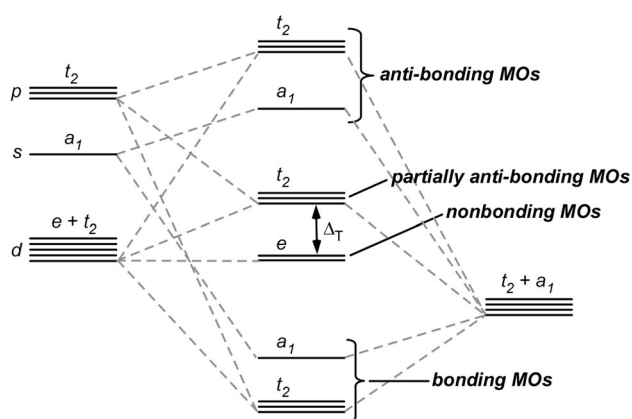 t2
anti-bonding MOs
p
t2
a1
s
a1
t2
partially anti-bonding MOs
nonbonding MOs
ΔT
d
e + t2
e
t2 + a1
a1
bonding MOs
t2